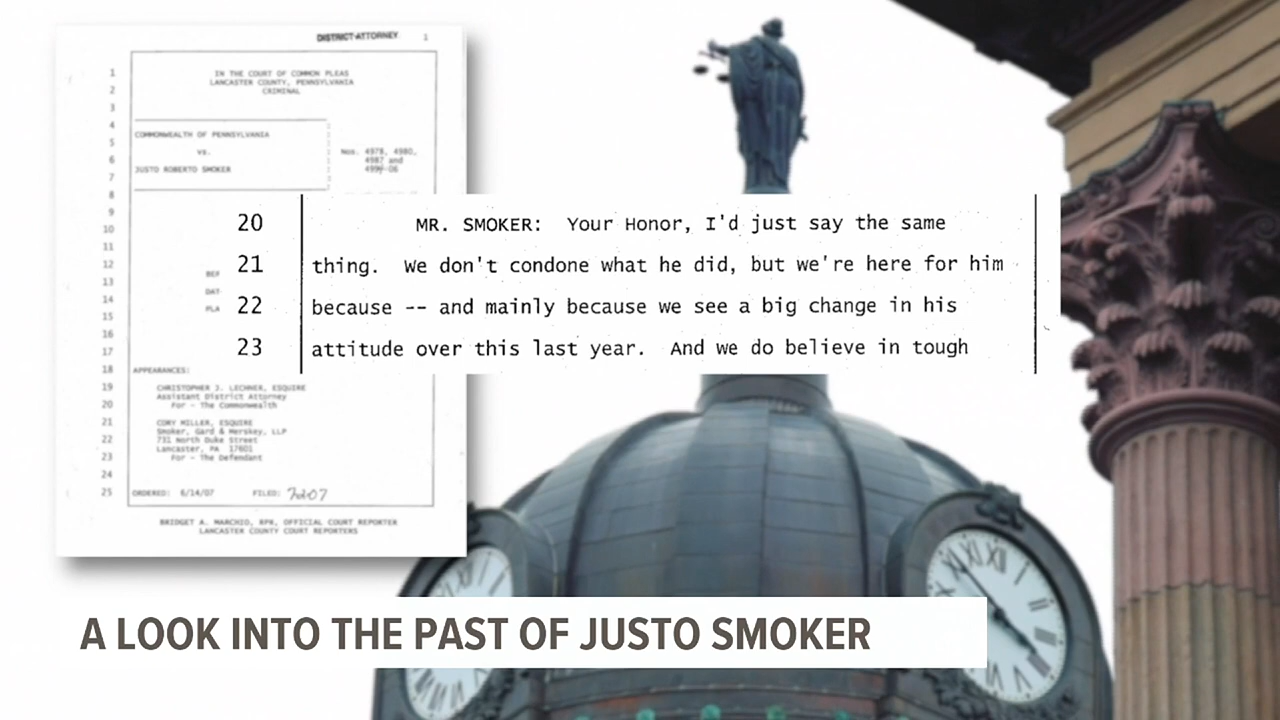 DISTRICT ATTORNEY 1
1 IN THE COURT OF COMMON PLEAS
2 LANCASTER COUNTY, PENNSYLVANIA
CRIMINAL
3
4
5 COMMONWEALTH OF PENNSYLVANIA
vs. Nos. 4978, 4980,
6 4987 and
7 JUSTO ROBERTO SMOKER
8
9
10
11
12
13
14
15
16
17
20 MR. SMOKER: Your Honor, I'd just say the same
21 thing. We don't condone what he did, but we're here for him
22 because -- and mainly because we see a big change in his
23 attitude over this last year. And we do believe in tough
18 APPEARANCES:
19 CHRISTOPHER J. LECHNER, ESQUIRE
Assistant District Attorney
20 For - The Commonwealth
21 CORY MILLER, ESQUIRE
22 Smoker, Gard & Merskey, LLP
731 North Duke Street
Lancaster, PA 17601
23 For - The Defendant
24
25 ORDERED: 6/14/07 FILED:
BRIDGET A. MARCHIO, RPR, OFFICIAL COURT REPORTER
LANCASTER COUNTY COURT REPORTERS
A LOOK INTO THE PAST OF JUSTO SMOKER